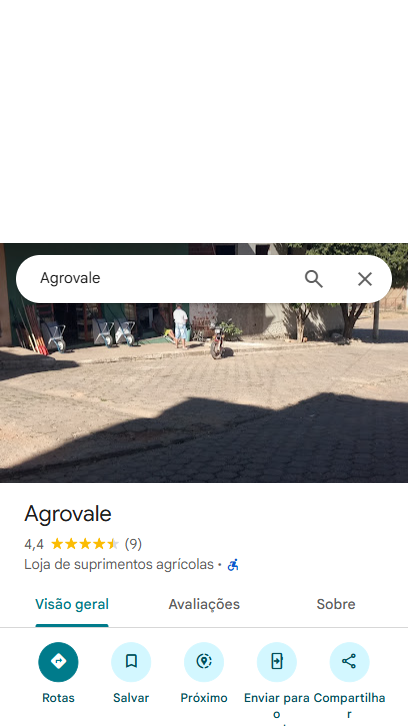 Agrovale
Agrovale
4,4 (9)
Loja de suprimentos agrícolas ·
Visão geral Avaliações Sobre
Rotas Salvar Próximo Enviar para o Compartilhar